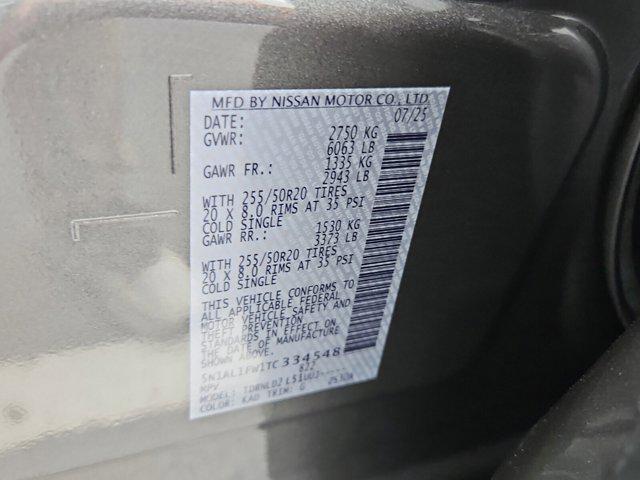 MFD BY NISSAN MOTOR CO., LTD
DATE: 07/25
GVWR: 2750 KG
6063 LB
GAWR FR.: 1335 KG
2943 LB
WITH 255/50R20 TIRES
20 X 8.0 RIMS AT 35 PSI
COLD SINGLE
GAWR RR.: 1530 KG
3373 LB
WITH 255/50R20 TIRES
20 X 8.0 RIMS AT 35 PSI
COLD SINGLE
THIS VEHICLE CONFORMS TO
ALL APPLICABLE FEDERAL
MOTOR VEHICLE SAFETY AND
THEFT PREVENTION
STANDARDS IN EFFECT ON
THE DATE OF MANUFACTURE
5N1AL1FW1TC334548
MPV 822
MODEL:
COLOR: KAD TRIM: G